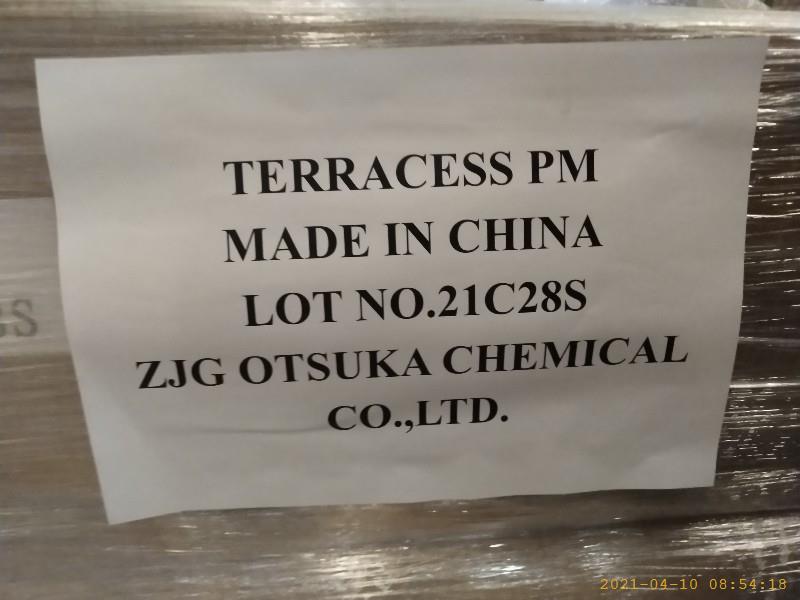 TERRACESS PM
MADE IN CHINA
LOT NO.21C28S
ZJG OTSUKA CHEMICAL
CO.,LTD.
2021-04-10 08:54:18